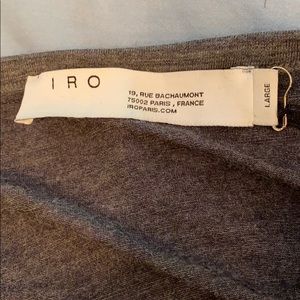 IRO
19, RUE BACHAUMONT
75002 PARIS , FRANCE
IROPARIS.COM
LARGE